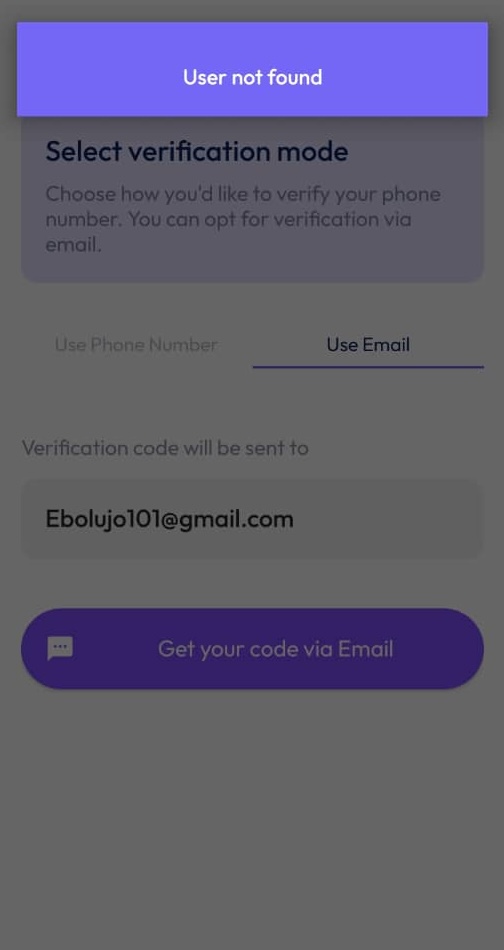 User not found
Select verification mode
Choose how you'd like to verify your phone
number. You can opt for verification via
email.
Use Phone Number
Use Email
Verification code will be sent to
Ebolujo101@gmail.com
Get your code via Email